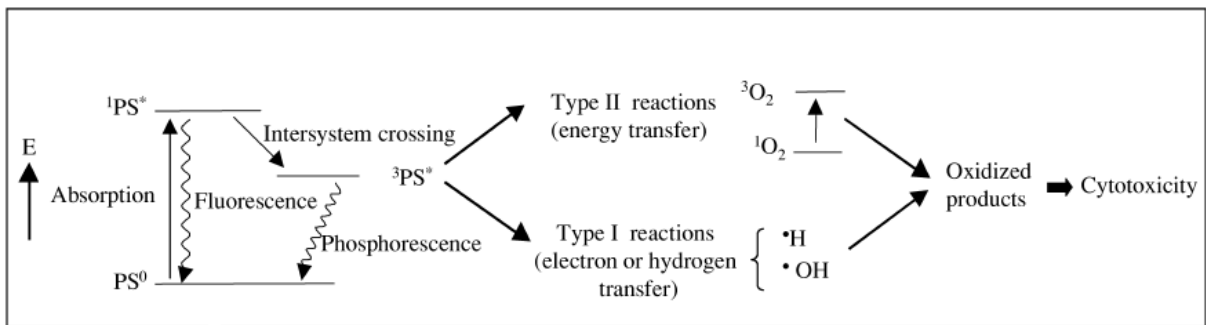 E
¹PS*
Absorption
Fluorescence
PS⁰
Intersystem crossing
³PS*
Phosphorescence
Type II reactions
(energy transfer)
³O₂
¹O₂
Type I reactions
(electron or hydrogen
transfer)
•H
• OH
Oxidized
products
Cytotoxicity